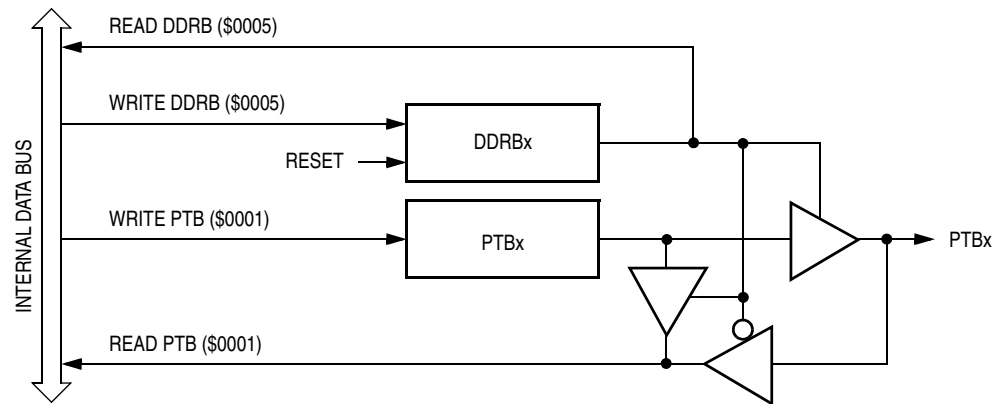 READ DDRB ($0005)
WRITE DDRB ($0005)
DDRBx
RESET
WRITE PTB ($0001)
PTBx
PTBx
READ PTB ($0001)
INTERNAL DATA BUS